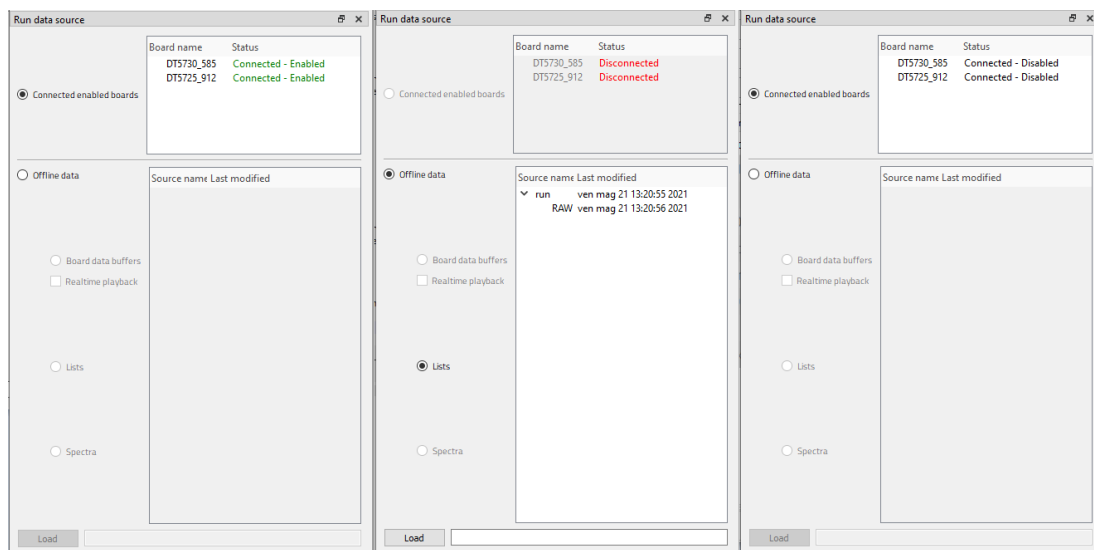 Run data source
Board name Status
DT5730_585 Connected - Enabled
DT5725_912 Connected - Enabled
Connected enabled boards
Offline data
Source name Last modified
Board data buffers
Realtime playback
Lists
Spectra
Load
Run data source
Board name Status
DT5730_585 Disconnected
DT5725_912 Disconnected
Connected enabled boards
Offline data
Source name Last modified
run ven mag 21 13:20:55 2021
RAW ven mag 21 13:20:56 2021
Board data buffers
Realtime playback
Lists
Spectra
Load
Run data source
Board name Status
DT5730_585 Connected - Disabled
DT5725_912 Connected - Disabled
Connected enabled boards
Offline data
Source name Last modified
Board data buffers
Realtime playback
Lists
Spectra
Load